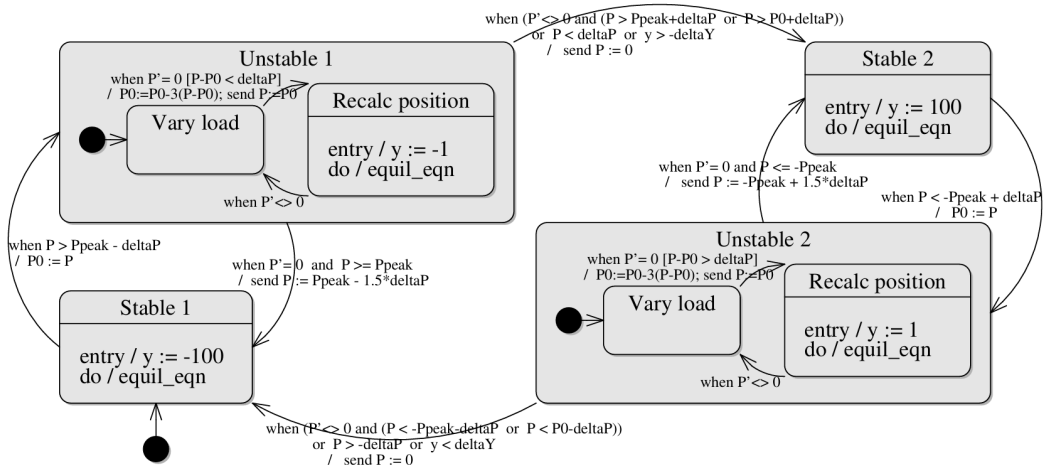 when (P'<> 0 and (P > Ppeak+deltaP or P > P0+deltaP))
or P < deltaP or y > -deltaY
/ send P := 0
Unstable 1
when P'= 0 [P-P0 < deltaP]
/ P0:=P0-3(P-P0); send P:=P0
Vary load
Recalc position
entry / y := -1
do / equil_eqn
when P'<> 0
Stable 2
entry / y := 100
do / equil_eqn
when P'= 0 and P <= -Ppeak
/ send P := -Ppeak + 1.5*deltaP
when P < -Ppeak + deltaP
/ P0 := P
when P > Ppeak - deltaP
/ P0 := P
when P'= 0 and P >= Ppeak
/ send P := Ppeak - 1.5*deltaP
Unstable 2
when P'= 0 [P-P0 > deltaP]
/ P0:=P0-3(P-P0); send P:=P0
Vary load
Recalc position
entry / y := 1
do / equil_eqn
when P'<> 0
Stable 1
entry / y := -100
do / equil_eqn
when (P'<> 0 and (P < -Ppeak-deltaP or P < P0-deltaP))
or P > -deltaP or y < deltaY
/ send P := 0